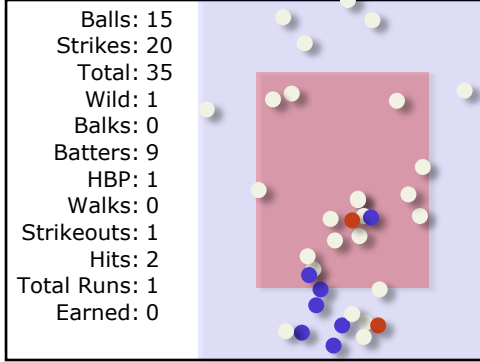 Balls: 15
Strikes: 20
Total: 35
Wild: 1
Balks: 0
Batters: 9
HBP: 1
Walks: 0
Strikeouts: 1
Hits: 2
Total Runs: 1
Earned: 0